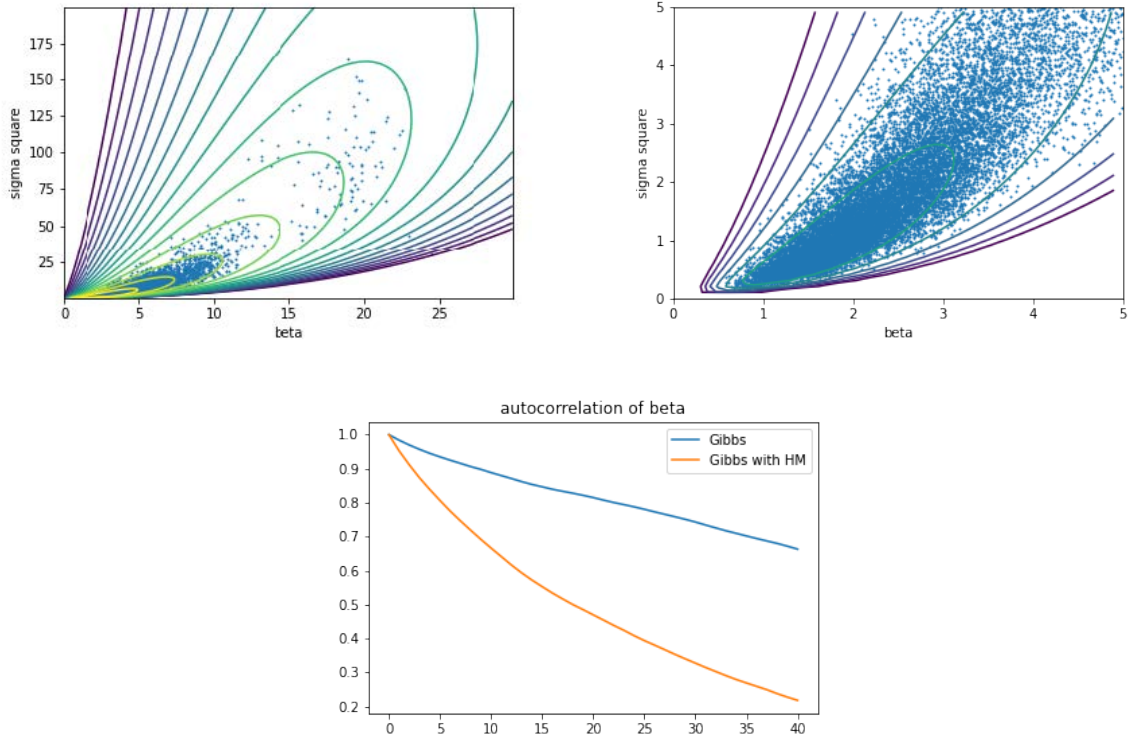 175
150
125
100
75
50
25
sigma square
0 5 10 15 20 25
beta
5
4
3
2
1
0
sigma square
0 1 2 3 4 5
beta
autocorrelation of beta
1.0
0.9
0.8
0.7
0.6
0.5
0.4
0.3
0.2
Gibbs
Gibbs with HM
0 5 10 15 20 25 30 35 40